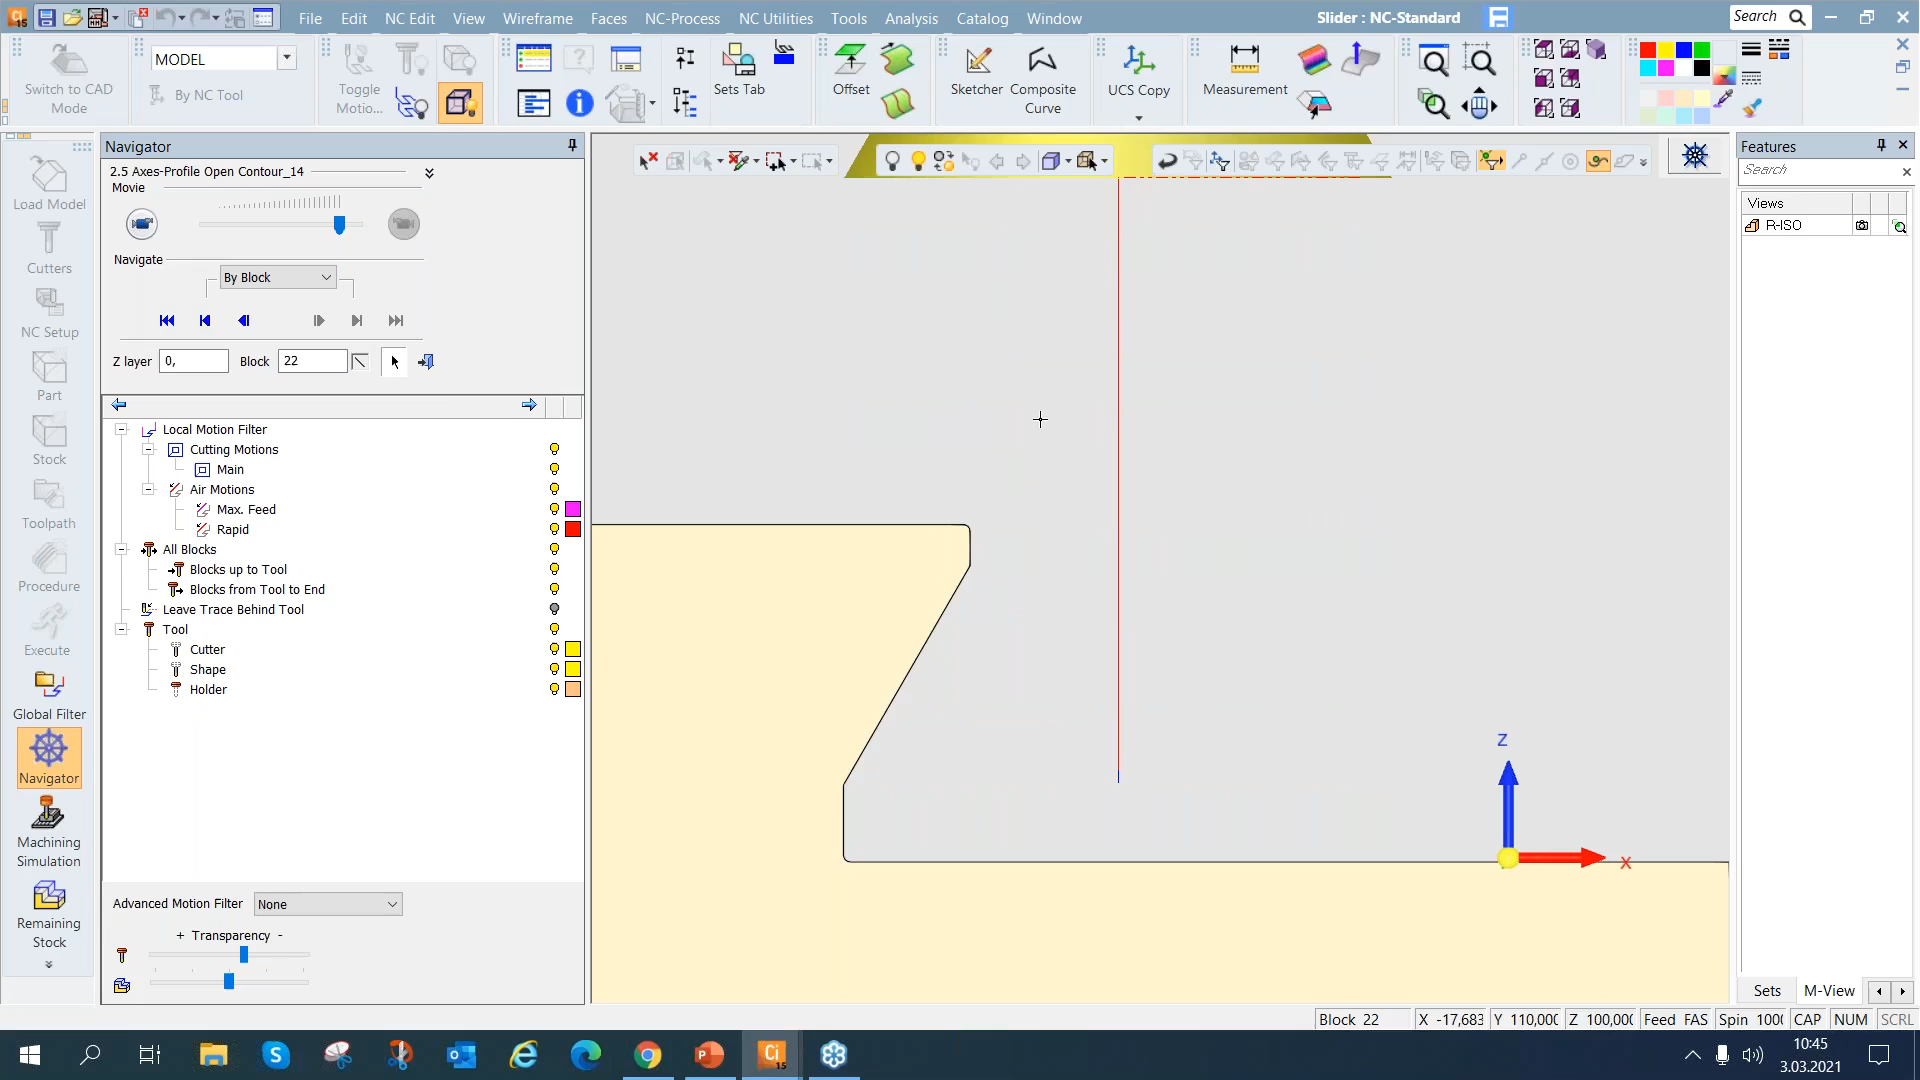 File Edit NC Edit View Wireframe Faces NC-Process NC Utilities Tools Analysis Catalog Window
Slider : NC-Standard
Search
Switch to CAD
Mode
MODEL
By NC Tool
Toggle
Motio...
Sets Tab
Offset
Sketcher
Composite
Curve
UCS Copy
Measurement
Load Model
Cutters
NC Setup
Part
Stock
Toolpath
Procedure
Execute
Global Filter
Navigator
Machining
Simulation
Remaining
Stock
Navigator
2.5 Axes-Profile Open Contour_14
Movie
Navigate
By Block
Z layer 0, Block 22
Local Motion Filter
Cutting Motions
Main
Air Motions
Max. Feed
Rapid
All Blocks
Blocks up to Tool
Blocks from Tool to End
Leave Trace Behind Tool
Tool
Cutter
Shape
Holder
Advanced Motion Filter None
+ Transparency -
Z
X
Features
Search
Views
R-ISO
Sets M-View
Block 22 X -17,683 Y 110,000 Z 100,000 Feed FAS Spin 1000 CAP NUM SCRL
Ci
15
10:45
3.03.2021